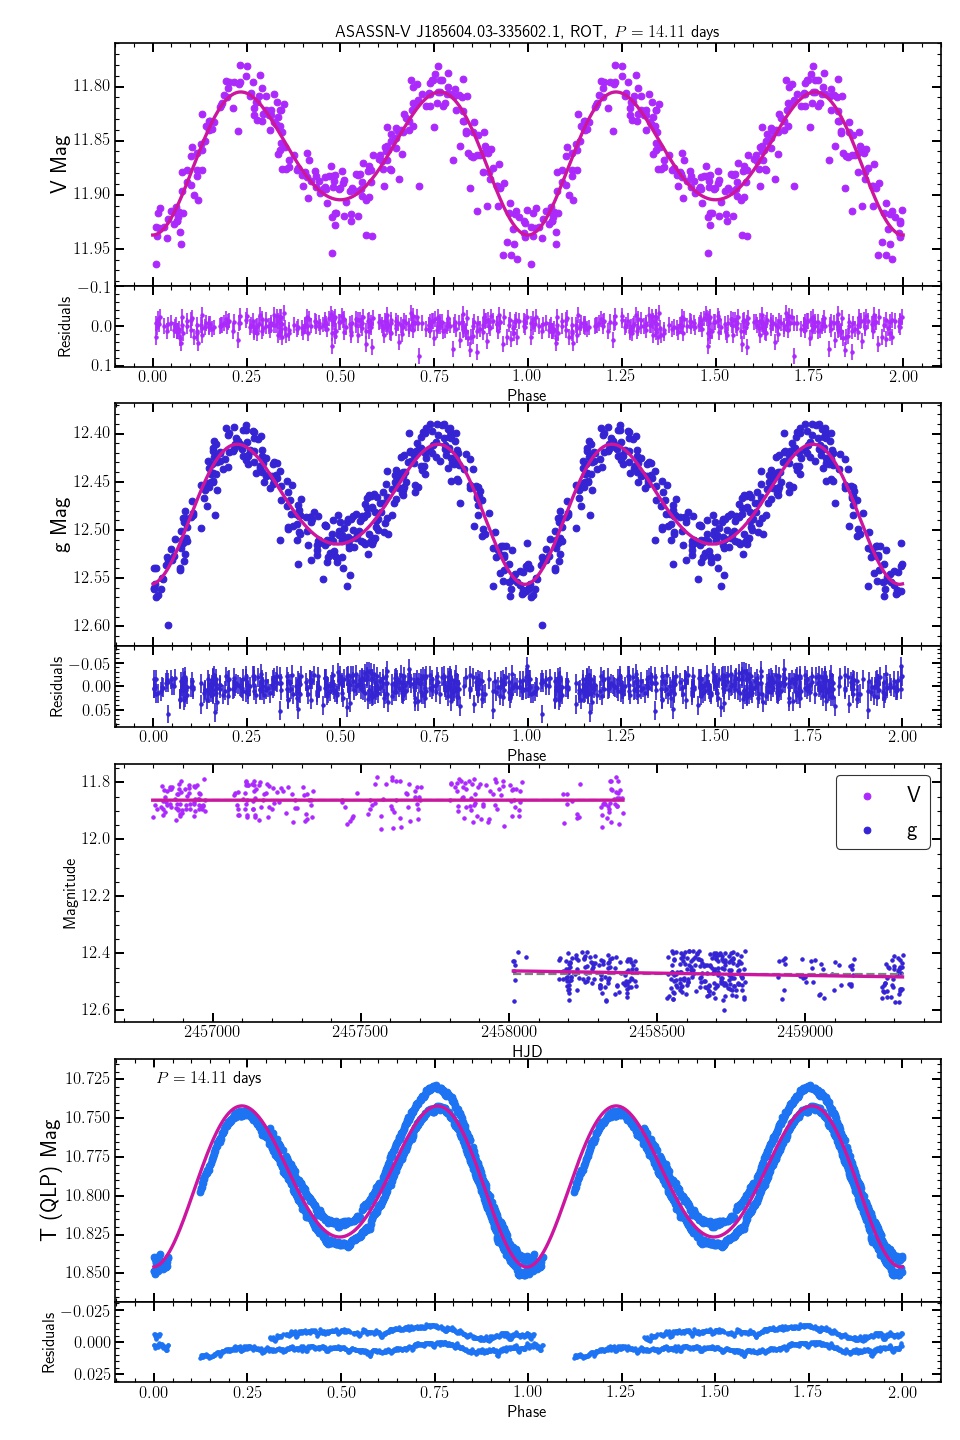 ASASSN-V J185604.03-335602.1, ROT, P = 14.11 days
V Mag
11.80
11.85
11.90
11.95
Residuals
−0.1
0.0
0.1
0.00 0.25 0.50 0.75 1.00 1.25 1.50 1.75 2.00
Phase
g Mag
12.40
12.45
12.50
12.55
12.60
Residuals
−0.05
0.00
0.05
0.00 0.25 0.50 0.75 1.00 1.25 1.50 1.75 2.00
Phase
Magnitude
11.8
12.0
12.2
12.4
12.6
V
g
2457000 2457500 2458000 2458500 2459000
HJD
P = 14.11 days
T (QLP) Mag
10.725
10.750
10.775
10.800
10.825
10.850
Residuals
−0.025
0.000
0.025
0.00 0.25 0.50 0.75 1.00 1.25 1.50 1.75 2.00
Phase